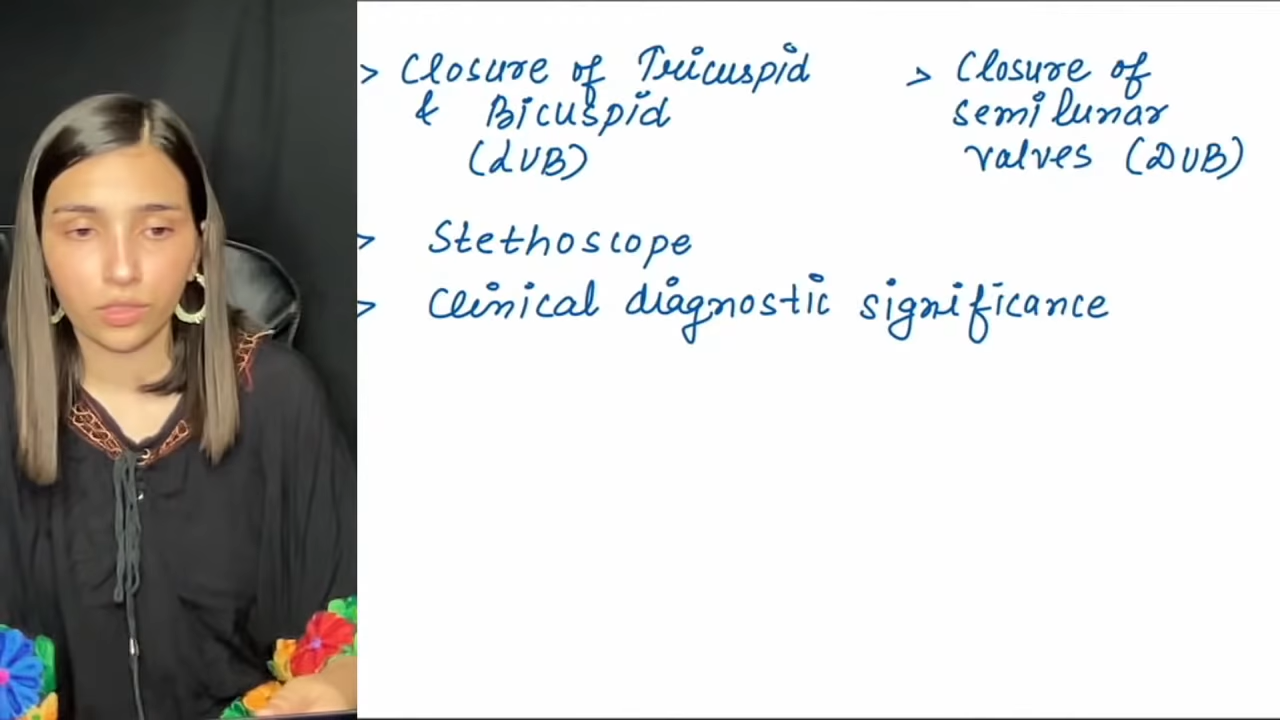 > Closure of Tricuspid
& Bicuspid
(LUB)
> Closure of
semilunar
valves (DUB)
> Stethoscope
> Clinical diagnostic significance